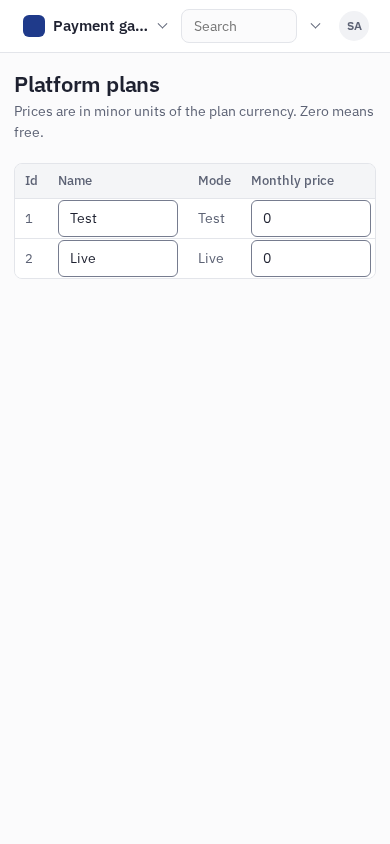 Payment ga... Search SA
Platform plans
Prices are in minor units of the plan currency. Zero means
free.
Id Name Mode Monthly price
1 Test Test 0
2 Live Live 0